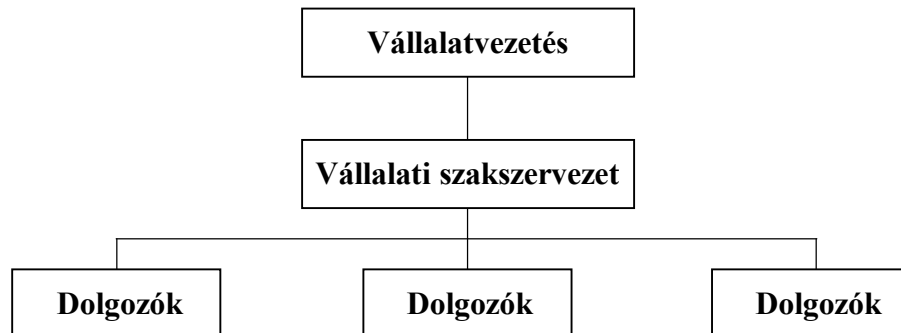 Vállalatvezetés
Vállalati szakszervezet
Dolgozók
Dolgozók
Dolgozók